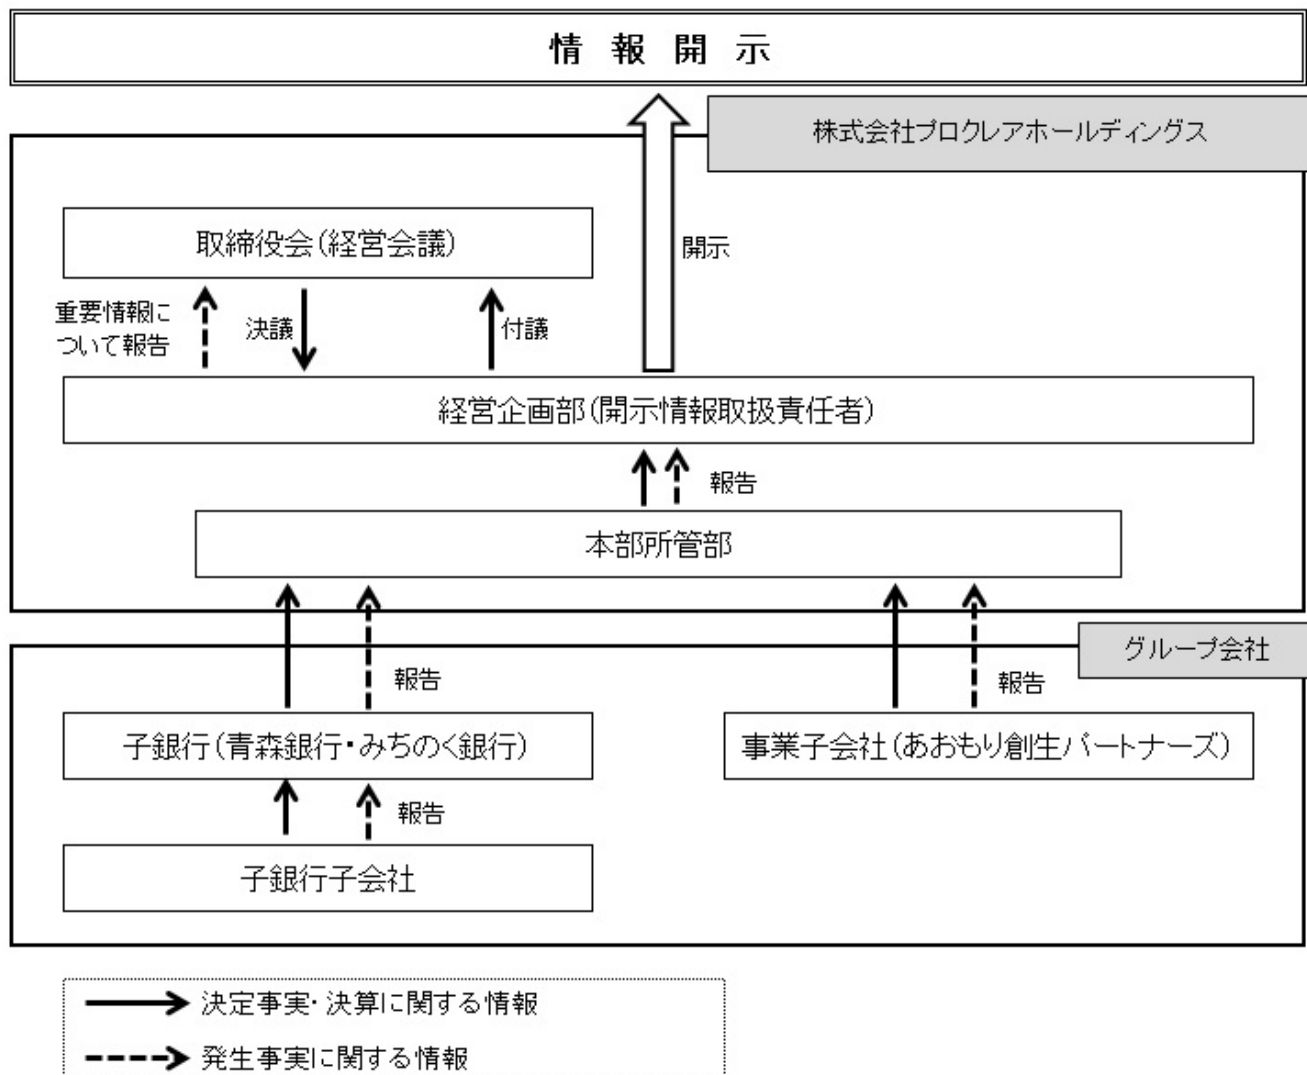 情報開示
株式会社プロクレアホールディングス
取締役会(経営会議)
開示
重要情報に
ついて報告
決議
付議
経営企画部(開示情報取扱責任者)
報告
本部所管部
グループ会社
報告
報告
子銀行(青森銀行・みちのく銀行)
事業子会社(あおもり創生パートナーズ)
報告
子銀行子会社
決定事実・決算に関する情報
発生事実に関する情報